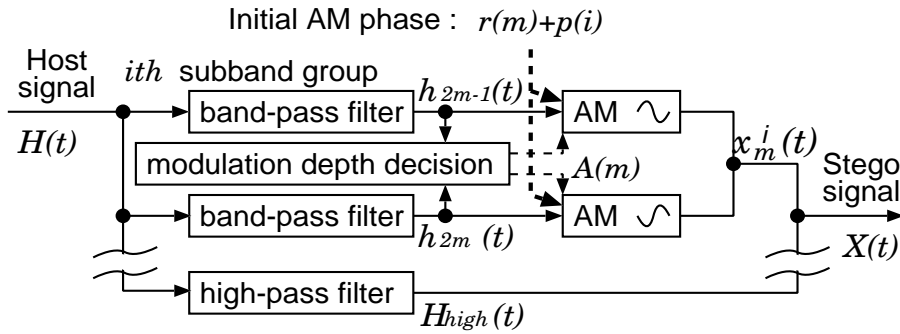 Initial AM phase : r(m)+p(i)
Host signal
ith subband group
H(t)
band-pass filter
h2m-1(t)
AM
modulation depth decision
A(m)
xmi(t)
band-pass filter
h2m (t)
AM
Stego signal
X(t)
high-pass filter
Hhigh(t)